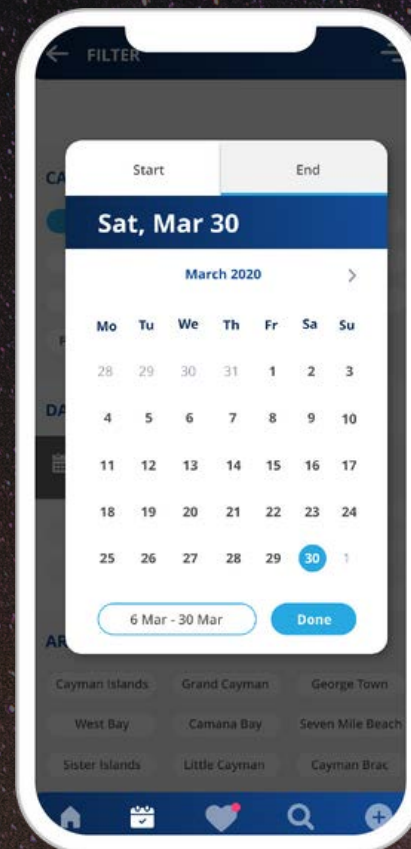 FILTER
CA
Start End
Sat, Mar 30
March 2020
Mo Tu We Th Fr Sa Su
28 29 30 31 1 2 3
4 5 6 7 8 9 10
DA
11 12 13 14 15 16 17
18 19 20 21 22 23 24
25 26 27 28 29 30 1
6 Mar - 30 Mar Done
AR
Cayman Islands Grand Cayman George Town
West Bay Camana Bay Seven Mile Beach
Sister Islands Little Cayman Cayman Brac